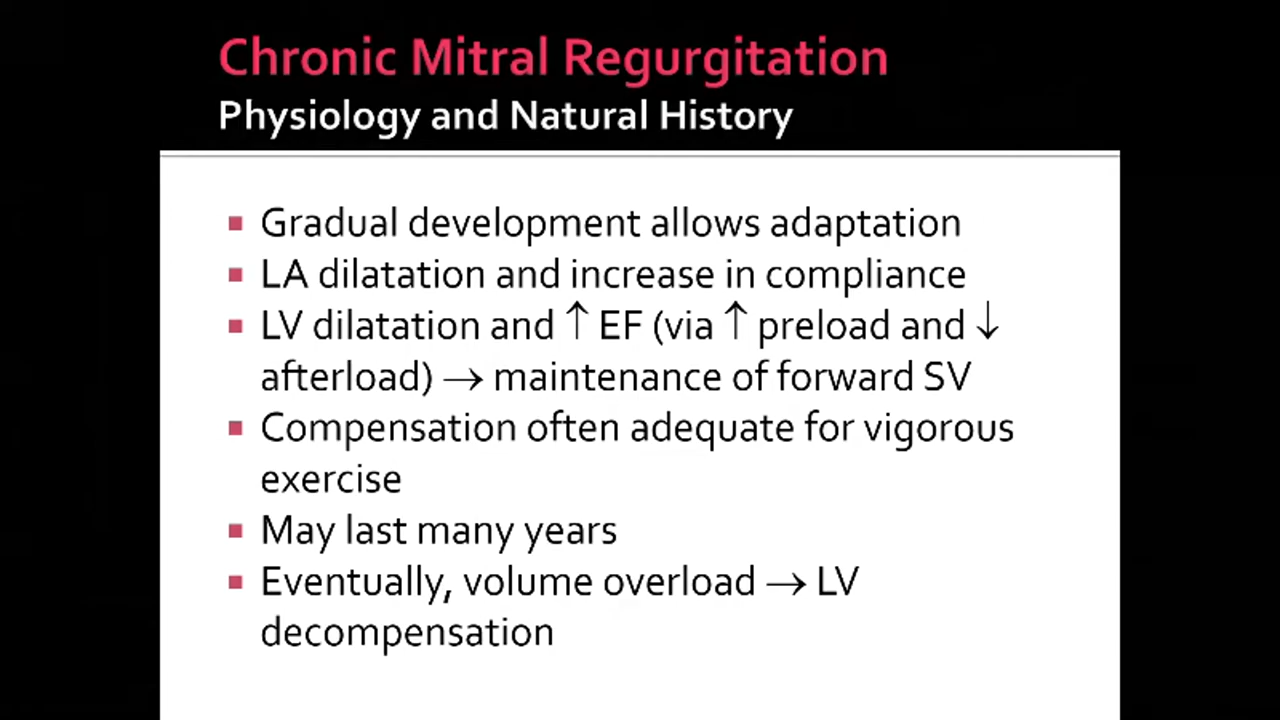 Chronic Mitral Regurgitation
Physiology and Natural History
▪ Gradual development allows adaptation
▪ LA dilatation and increase in compliance
▪ LV dilatation and ↑ EF (via ↑ preload and ↓
afterload) → maintenance of forward SV
▪ Compensation often adequate for vigorous
exercise
▪ May last many years
▪ Eventually, volume overload → LV
decompensation